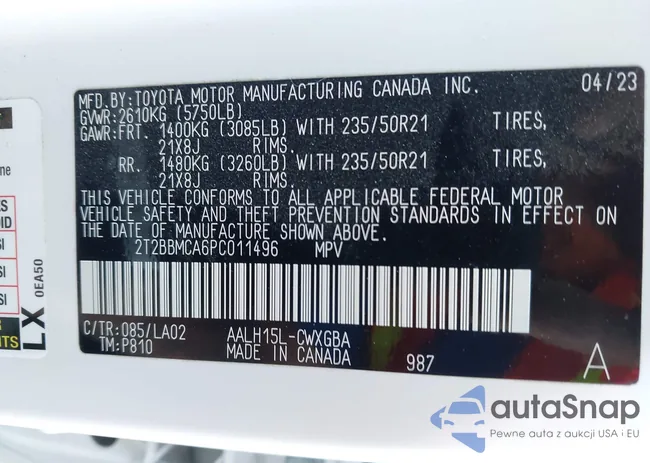 MFD.BY:TOYOTA MOTOR MANUFACTURING CANADA INC. 04/23
GVWR:2610KG (5750LB)
GAWR:FRT. 1400KG (3085LB) WITH 235/50R21 TIRES,
21X8J RIMS.
RR. 1480KG (3260LB) WITH 235/50R21 TIRES,
21X8J RIMS.
THIS VEHICLE CONFORMS TO ALL APPLICABLE FEDERAL MOTOR
VEHICLE SAFETY AND THEFT PREVENTION STANDARDS IN EFFECT ON
THE DATE OF MANUFACTURE SHOWN ABOVE.
2T2BBMCA6PC011496 MPV
C/TR:085/LA02 AALH15L-CWXGBA
TM:P810 MADE IN CANADA 987 A
LX 0EA50
autoSnap
Pewne auta z aukcji USA i EU